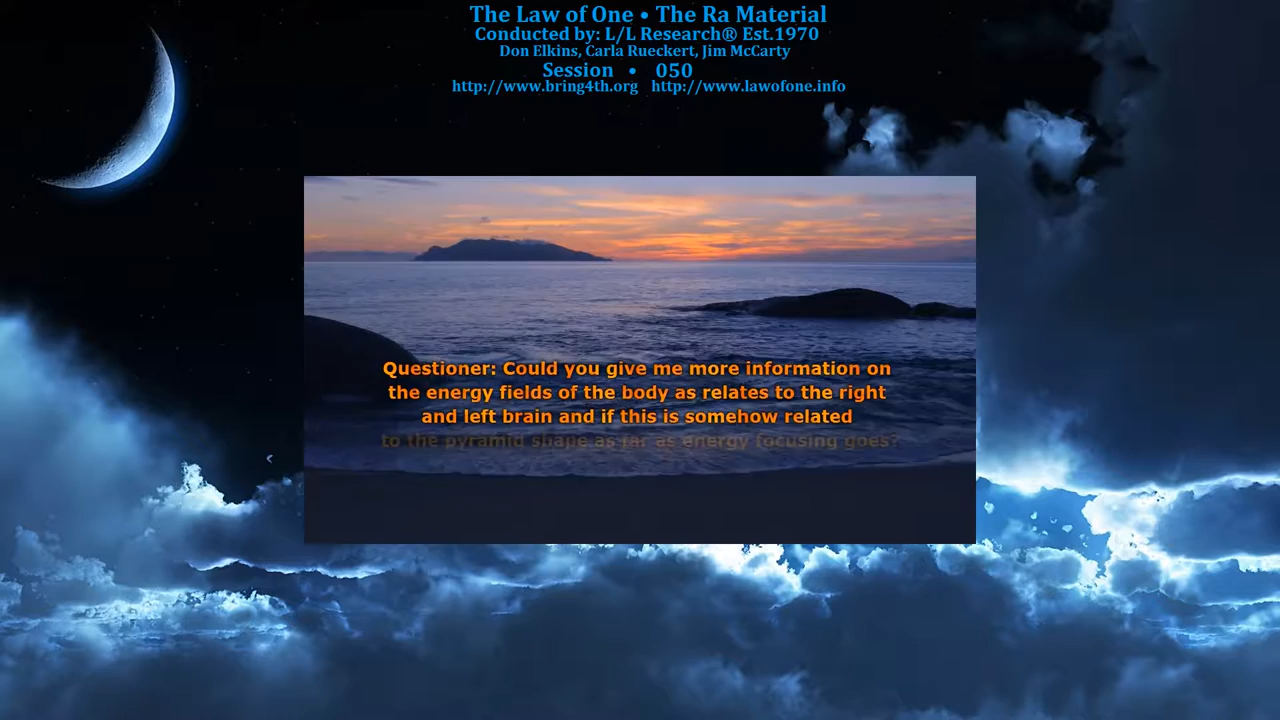 The Law of One • The Ra Material
Conducted by: L/L Research® Est.1970
Don Elkins, Carla Rueckert, Jim McCarty
Session • 050
http://www.bring4th.org http://www.lawofone.info
Questioner: Could you give me more information on
the energy fields of the body as relates to the right
and left brain and if this is somehow related
to the pyramid shape as far as energy focusing goes?